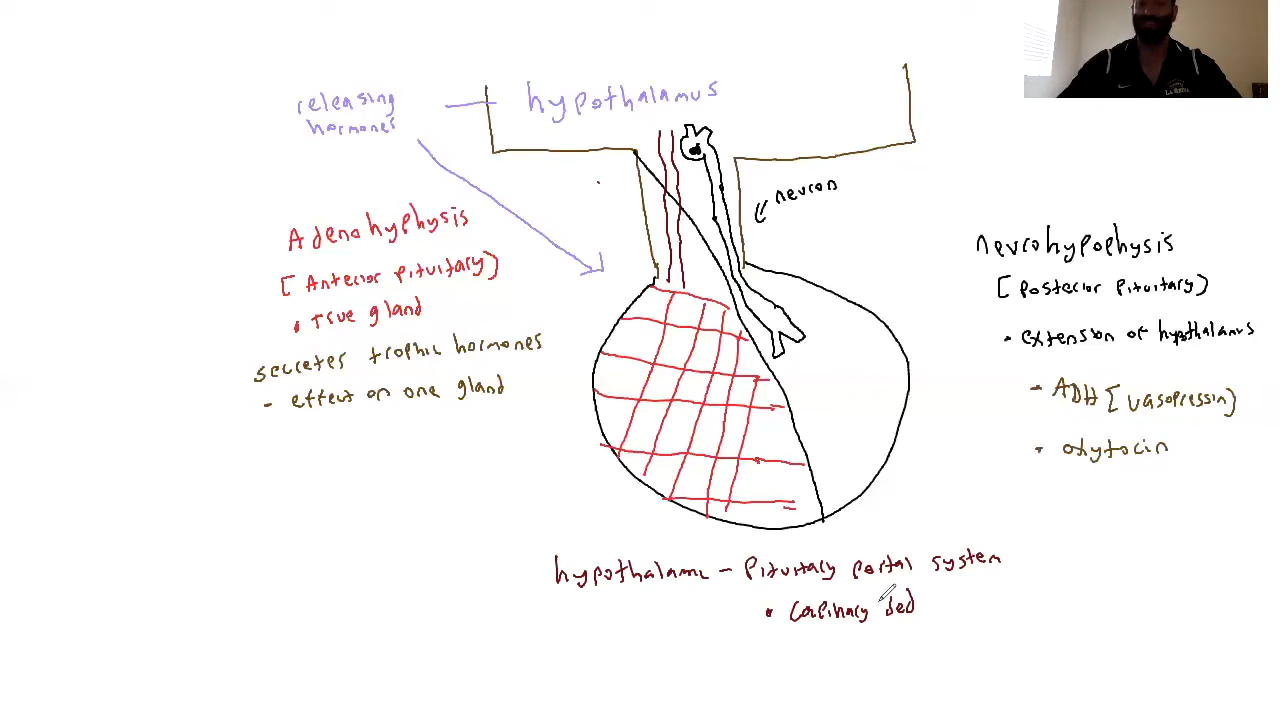 releasing
hormones
hypothalamus
neuron
Adenohyphysis
[Anterior pituitary]
• True gland
secretes trophic hormones
- effect on one gland
neurohypophysis
[posterior pituitary]
• extension of hypothalamus
- ADH [vasopressin]
- oxytocin
hypothalamic - Pituitary portal system
• Capillary bed